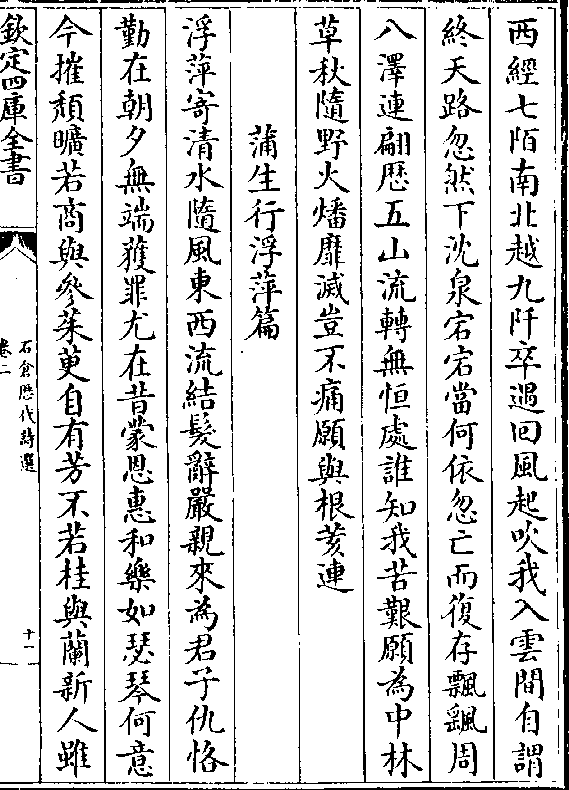 西經七陌南北越九阡卒遇回風起吹我入雲間自謂
終天路忽然下沈泉宕宕當何依忽亡而復存飄飖周
八澤連翩歴五山流轉無恒處誰知我苦艱願為中林
草秋隨野火燔靡滅豈不痛願與根荄連
蒲生行浮萍篇
浮萍寄清水隨風東西流結髮辭嚴親來為君子仇恪
勤在朝夕無端獲罪尤在昔蒙恩惠和樂如瑟琴何意
今摧頽曠若商與參茱萸自有芳不若桂與蘭新人雖
欽定四庫全書
石倉歴代詩選
卷二
十一